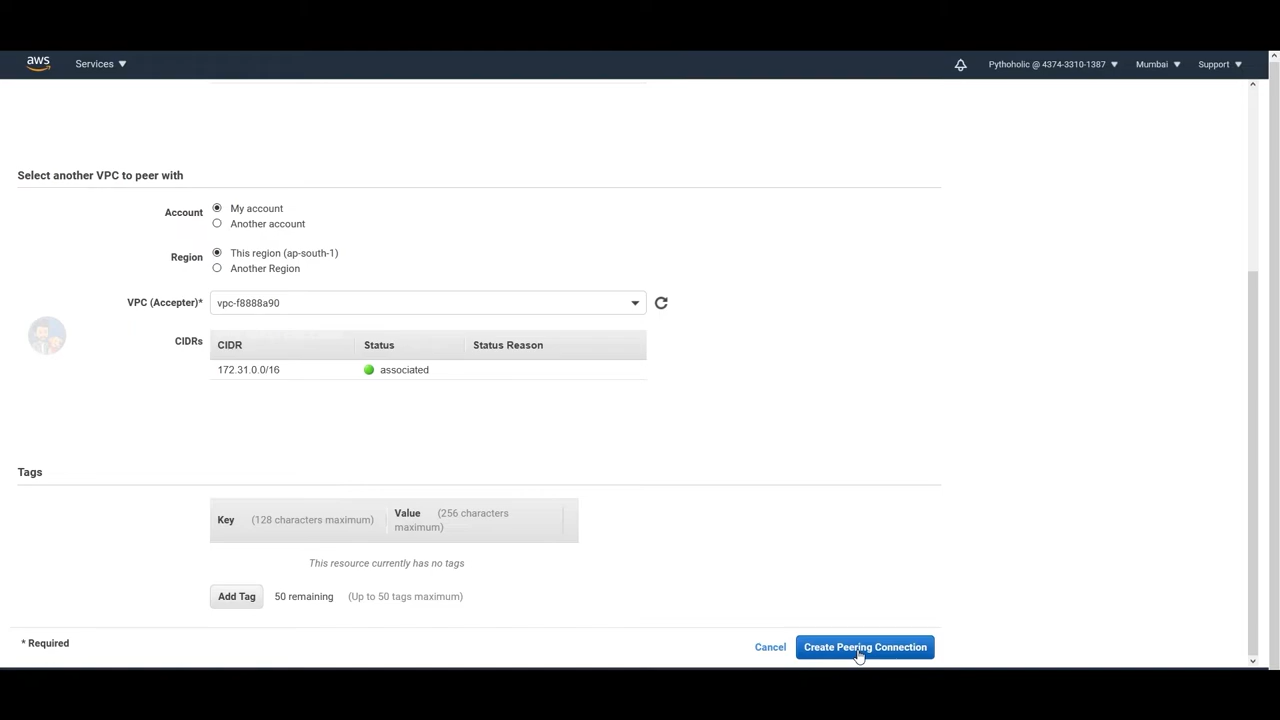 aws Services Pythoholic @ 4374-3310-1387 Mumbai Support
Select another VPC to peer with
Account My account
Another account
Region This region (ap-south-1)
Another Region
VPC (Accepter)* vpc-f8888a90
CIDRs CIDR Status Status Reason
172.31.0.0/16 associated
Tags
Key (128 characters maximum) Value (256 characters
maximum)
This resource currently has no tags
Add Tag 50 remaining (Up to 50 tags maximum)
* Required Cancel Create Peering Connection